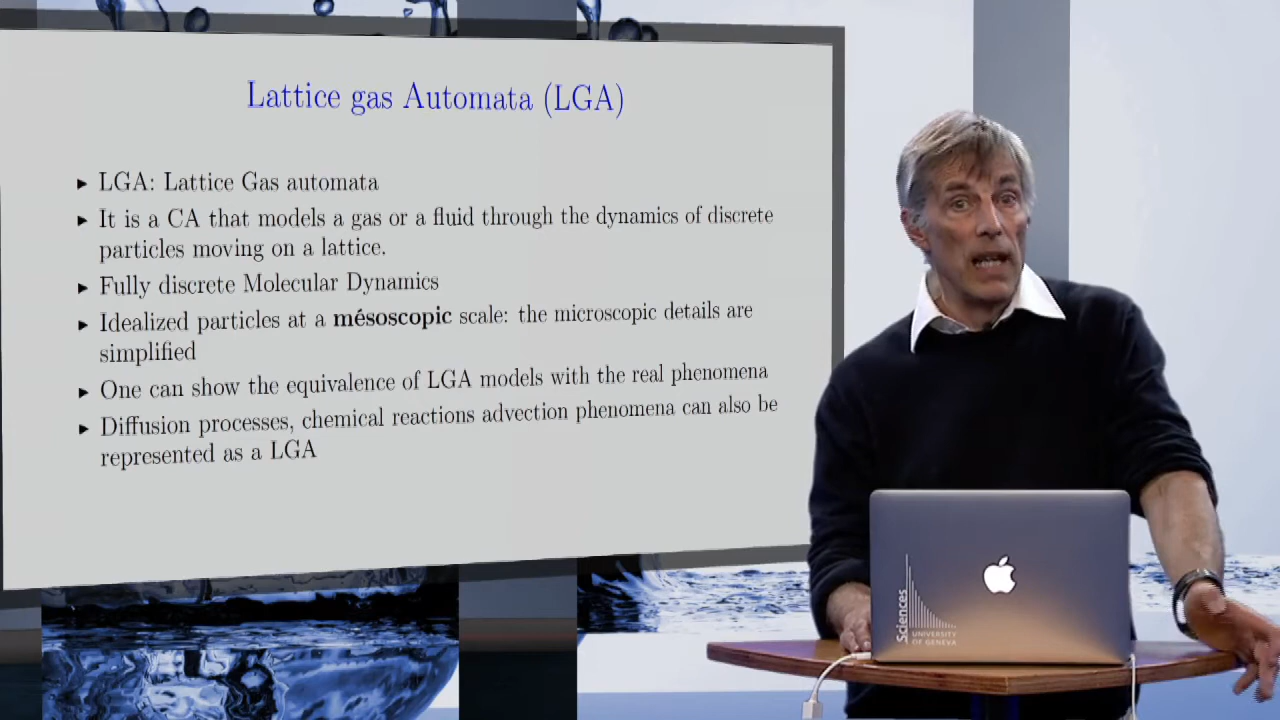 Lattice gas Automata (LGA)
▸ LGA: Lattice Gas automata
▸ It is a CA that models a gas or a fluid through the dynamics of discrete
particles moving on a lattice.
▸ Fully discrete Molecular Dynamics
▸ Idealized particles at a mésoscopic scale: the microscopic details are
simplified
▸ One can show the equivalence of LGA models with the real phenomena
▸ Diffusion processes, chemical reactions advection phenomena can also be
represented as a LGA
Sciences
UNIVERSITY
OF GENEVA